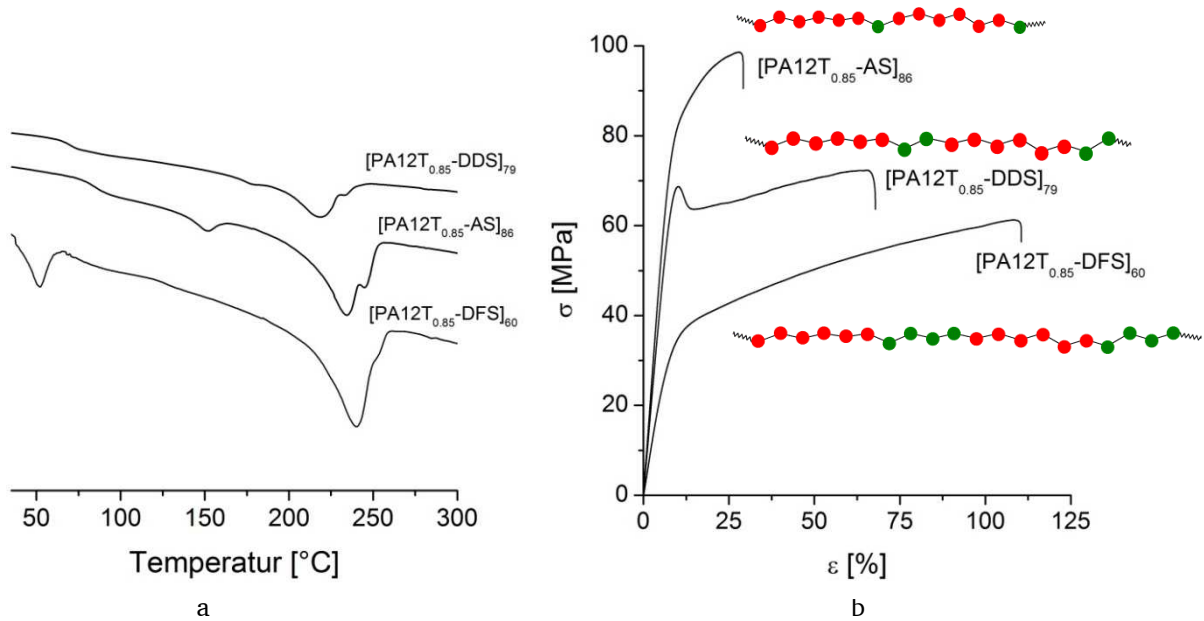 [PA12T0.85-DDS]79
[PA12T0.85-AS]86
[PA12T0.85-DFS]60
50 100 150 200 250 300
Temperatur [°C]
a
100
80
60
40
20
0
σ [MPa]
[PA12T0.85-AS]86
[PA12T0.85-DDS]79
[PA12T0.85-DFS]60
0 25 50 75 100 125
ε [%]
b